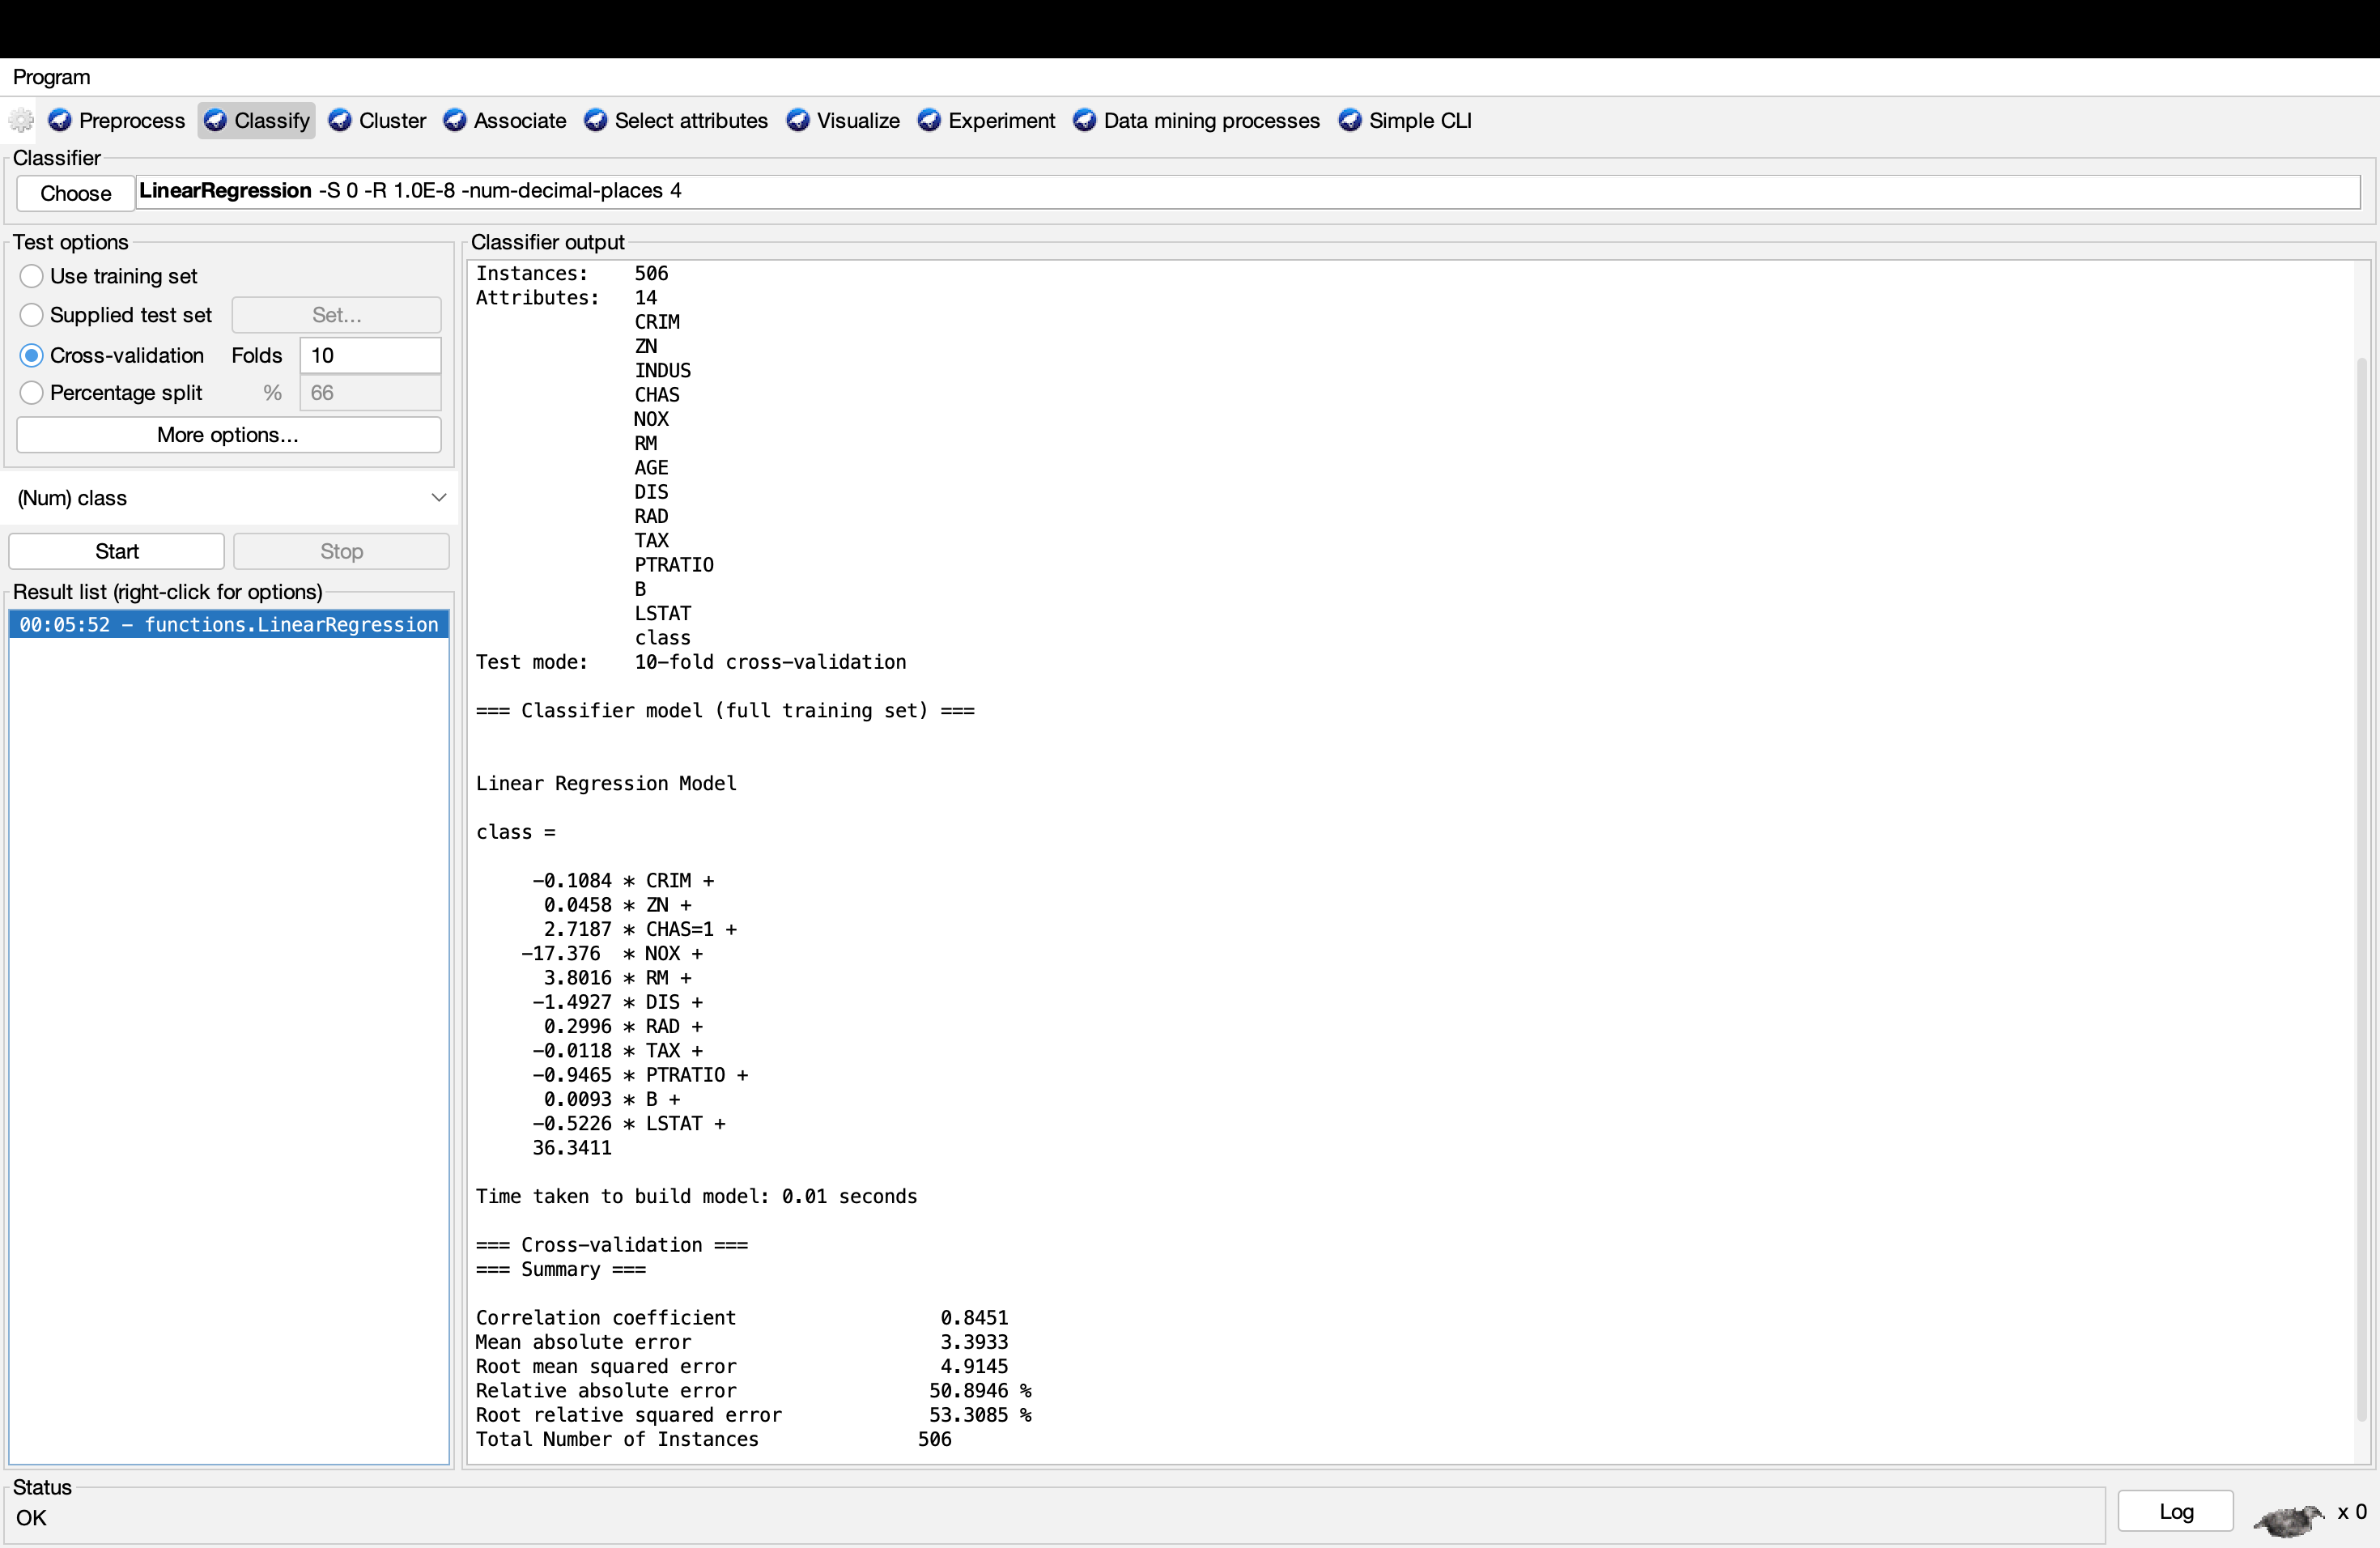 Program
Preprocess Classify Cluster Associate Select attributes Visualize Experiment Data mining processes Simple CLI
Classifier
Choose LinearRegression -S 0 -R 1.0E-8 -num-decimal-places 4
Test options
Use training set
Supplied test set Set...
Cross-validation Folds 10
Percentage split % 66
More options...
(Num) class
Start Stop
Result list (right-click for options)
00:05:52 – functions.LinearRegression
Classifier output
Instances: 506
Attributes: 14
CRIM
ZN
INDUS
CHAS
NOX
RM
AGE
DIS
RAD
TAX
PTRATIO
B
LSTAT
class
Test mode: 10-fold cross-validation
=== Classifier model (full training set) ===
Linear Regression Model
class =
-0.1084 * CRIM +
0.0458 * ZN +
2.7187 * CHAS=1 +
-17.376 * NOX +
3.8016 * RM +
-1.4927 * DIS +
0.2996 * RAD +
-0.0118 * TAX +
-0.9465 * PTRATIO +
0.0093 * B +
-0.5226 * LSTAT +
36.3411
Time taken to build model: 0.01 seconds
=== Cross-validation ===
=== Summary ===
Correlation coefficient 0.8451
Mean absolute error 3.3933
Root mean squared error 4.9145
Relative absolute error 50.8946 %
Root relative squared error 53.3085 %
Total Number of Instances 506
Status
OK
Log x 0